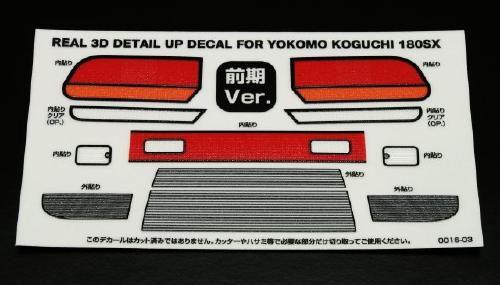 REAL 3D DETAIL UP DECAL FOR YOKOMO KOGUCHI 180SX
内貼り
内貼り
前期
Ver.
内貼り
クリア
(OP.)
内貼り
クリア
(OP.)
内貼り
内貼り
内貼り
外貼り
外貼り
外貼り
このデカールはカット済みではありません。カッターやハサミ等で必要な部分だけ切り取ってご使用ください。
0016-03